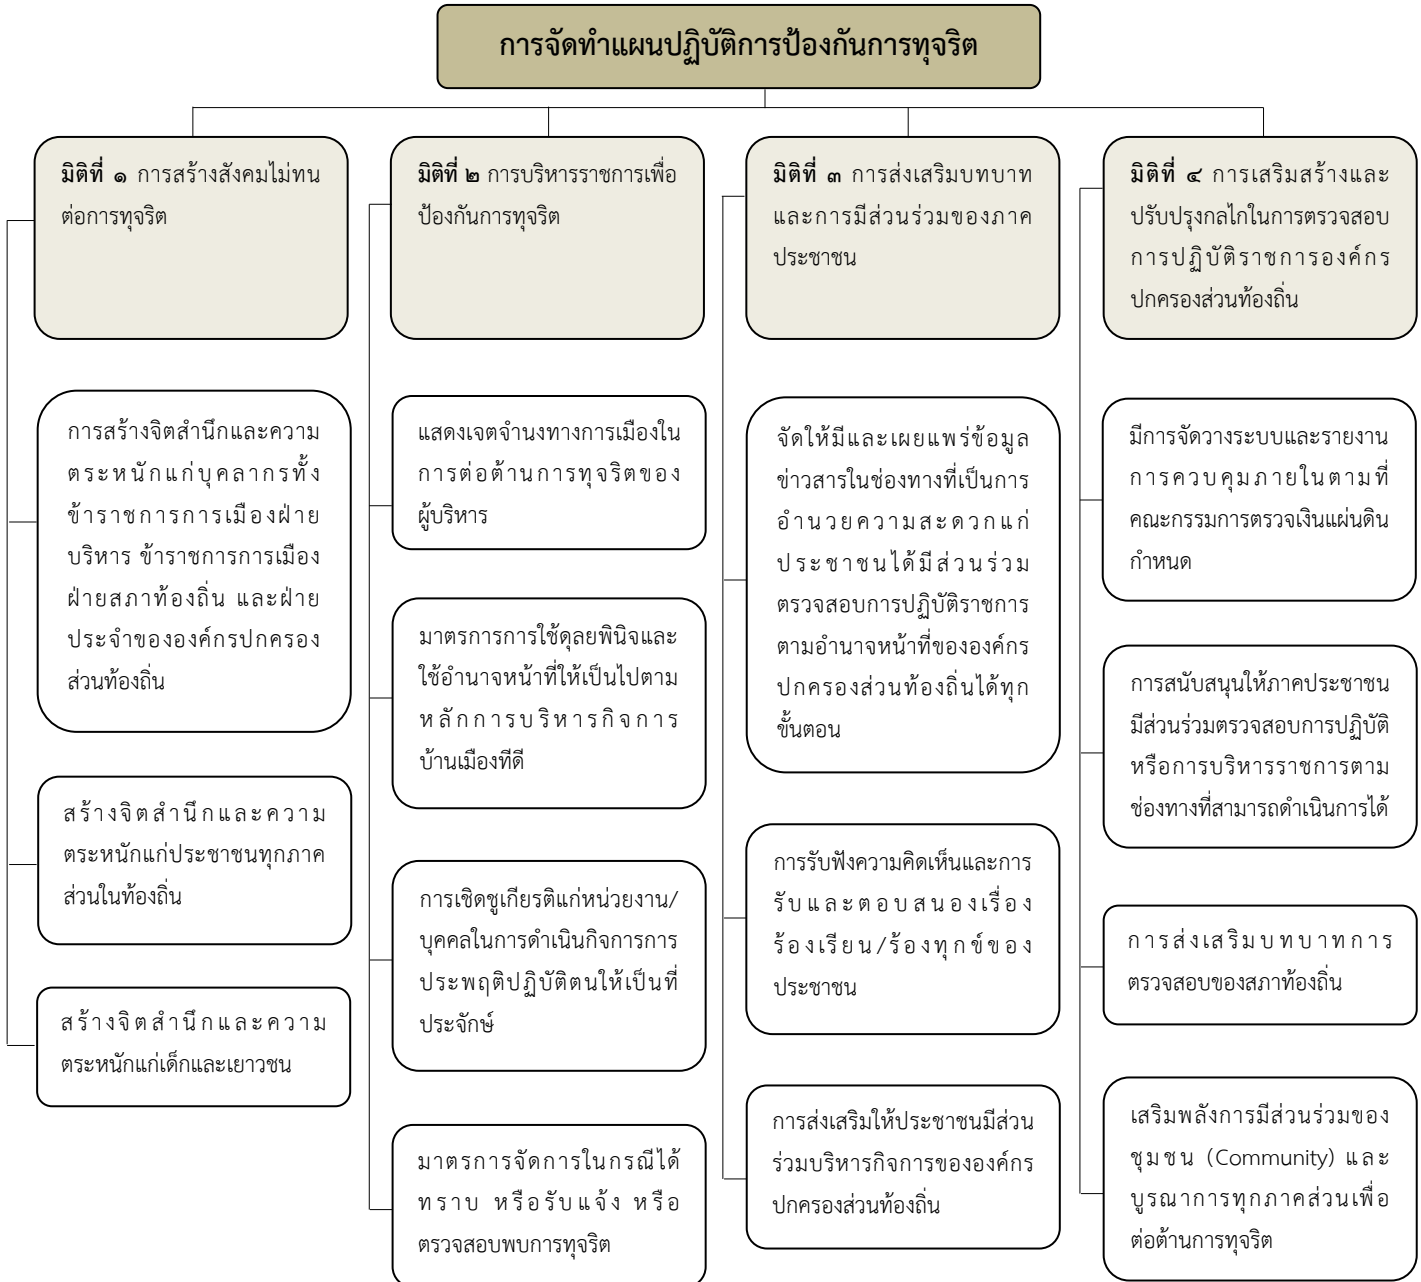 การจัดทำแผนปฏิบัติการป้องกันการทุจริต
มิติที่ ๑ การสร้างสังคมไม่ทน
ต่อการทุจริต
มิติที่ ๒ การบริหารราชการเพื่อ
ป้องกันการทุจริต
มิติที่ ๓ การส่งเสริมบทบาท
และการมีส่วนร่วมของภาค
ประชาชน
มิติที่ ๔ การเสริมสร้างและ
ปรับปรุงกลไกในการตรวจสอบ
การปฏิบัติราชการองค์กร
ปกครองส่วนท้องถิ่น
การสร้างจิตสำนึกและความ
ตระหนักแก่บุคลากรทั้ง
ข้าราชการการเมืองฝ่าย
บริหาร ข้าราชการการเมือง
ฝ่ายสภาท้องถิ่น และฝ่าย
ประจำขององค์กรปกครอง
ส่วนท้องถิ่น
สร้างจิตสำนึกและความ
ตระหนักแก่ประชาชนทุกภาค
ส่วนในท้องถิ่น
สร้างจิตสำนึกและความ
ตระหนักแก่เด็กและเยาวชน
แสดงเจตจำนงทางการเมืองใน
การต่อต้านการทุจริตของ
ผู้บริหาร
มาตรการการใช้ดุลยพินิจและ
ใช้อำนาจหน้าที่ให้เป็นไปตาม
หลักการบริหารกิจการ
บ้านเมืองทีดี
การเชิดชูเกียรติแก่หน่วยงาน/
บุคคลในการดำเนินกิจการการ
ประพฤติปฏิบัติตนให้เป็นที่
ประจักษ์
มาตรการจัดการในกรณีได้
ทราบ หรือรับแจ้ง หรือ
ตรวจสอบพบการทุจริต
จัดให้มีและเผยแพร่ข้อมูล
ข่าวสารในช่องทางที่เป็นการ
อำนวยความสะดวกแก่
ประชาชนได้มีส่วนร่วม
ตรวจสอบการปฏิบัติราชการ
ตามอำนาจหน้าที่ขององค์กร
ปกครองส่วนท้องถิ่นได้ทุก
ขั้นตอน
การรับฟังความคิดเห็นและการ
รับและตอบสนองเรื่อง
ร้องเรียน/ร้องทุกข์ของ
ประชาชน
การส่งเสริมให้ประชาชนมีส่วน
ร่วมบริหารกิจการขององค์กร
ปกครองส่วนท้องถิ่น
มีการจัดวางระบบและรายงาน
การควบคุมภายในตามที่
คณะกรรมการตรวจเงินแผ่นดิน
กำหนด
การสนับสนุนให้ภาคประชาชน
มีส่วนร่วมตรวจสอบการปฏิบัติ
หรือการบริหารราชการตาม
ช่องทางที่สามารถดำเนินการได้
การส่งเสริมบทบาทการ
ตรวจสอบของสภาท้องถิ่น
เสริมพลังการมีส่วนร่วมของ
ชุมชน (Community) และ
บูรณาการทุกภาคส่วนเพื่อ
ต่อต้านการทุจริต